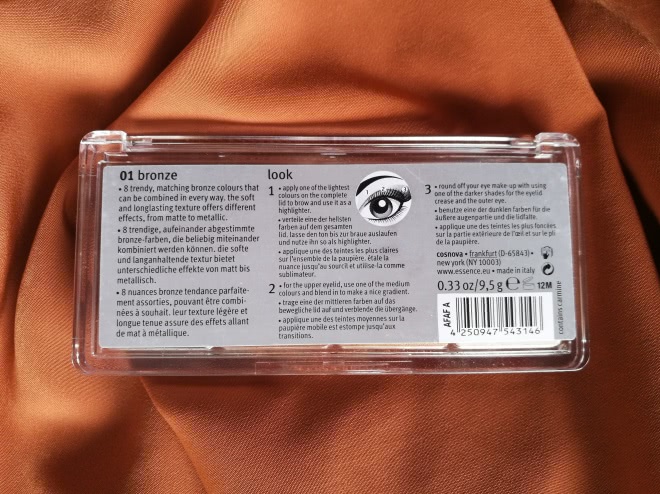 01 bronze
• 8 trendy, matching bronze colours that
can be combined in every way. the soft
and longlasting texture offers different
effects, from matte to metallic.
• 8 trendige, aufeinander abgestimmte
bronze-farben, die beliebig miteinander
kombiniert werden können. die softe
und langanhaltende textur bietet
unterschiedliche effekte von matt bis
metallisch.
• 8 nuances bronze tendance parfaite-
ment assorties, pouvant être combi-
nées à souhait. leur texture légère et
longue tenue assure des effets allant
de mat à métallique.
look
1 • apply one of the lightest
colours on the complete
lid to brow and use it as a
highlighter.
• verteile eine der hellsten
farben auf dem gesamten
lid. lasse den ton bis zur braue auslaufen
und nutze ihn so als highlighter.
• applique une des teintes les plus claires
sur l'ensemble de la paupière. étale la
nuance jusqu'au sourcil et utilise-la comme
sublimateur.
2 • for the upper eyelid, use one of the medium
colours and blend in to make a nice gradient.
• trage eine der mittleren farben auf das
bewegliche lid auf und verblende die übergänge.
• applique une des teintes moyennes sur la
paupière mobile et estompe jusqu'aux
transitions.
3 • round off your eye make-up with using
one of the darker shades for the eyelid
crease and the outer eye.
• benutze eine der dunklen farben für die
äußere augenpartie und die lidfalte.
• applique une des teintes les plus foncées
sur la partie extérieure de l'œil et sur le pli
de la paupière.
cosnova • frankfurt (D-65843) •
new york (NY 10003)
www.essence.eu • made in italy
0.33 oz/9,5 g e 12M
AFAF A
4 250947 543146
contains carmine